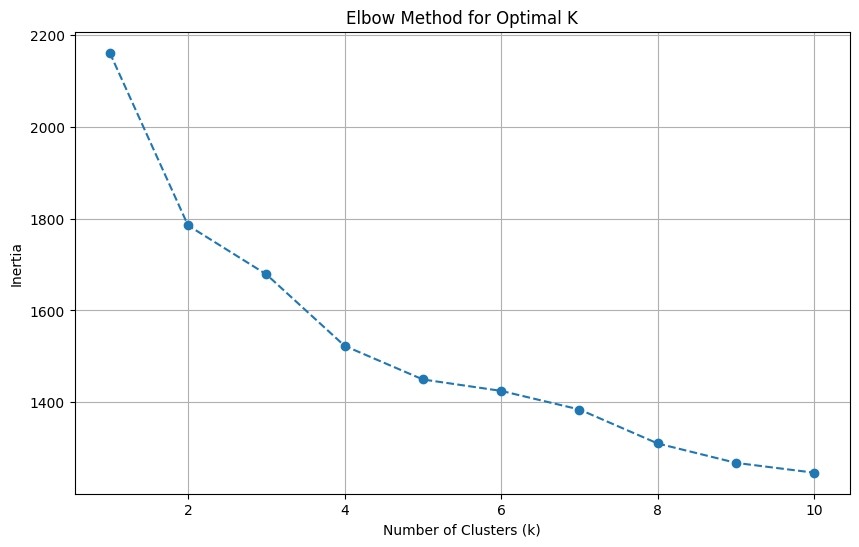 Elbow Method for Optimal K
2200
2000
1800
1600
1400
Inertia
2 4 6 8 10
Number of Clusters (k)